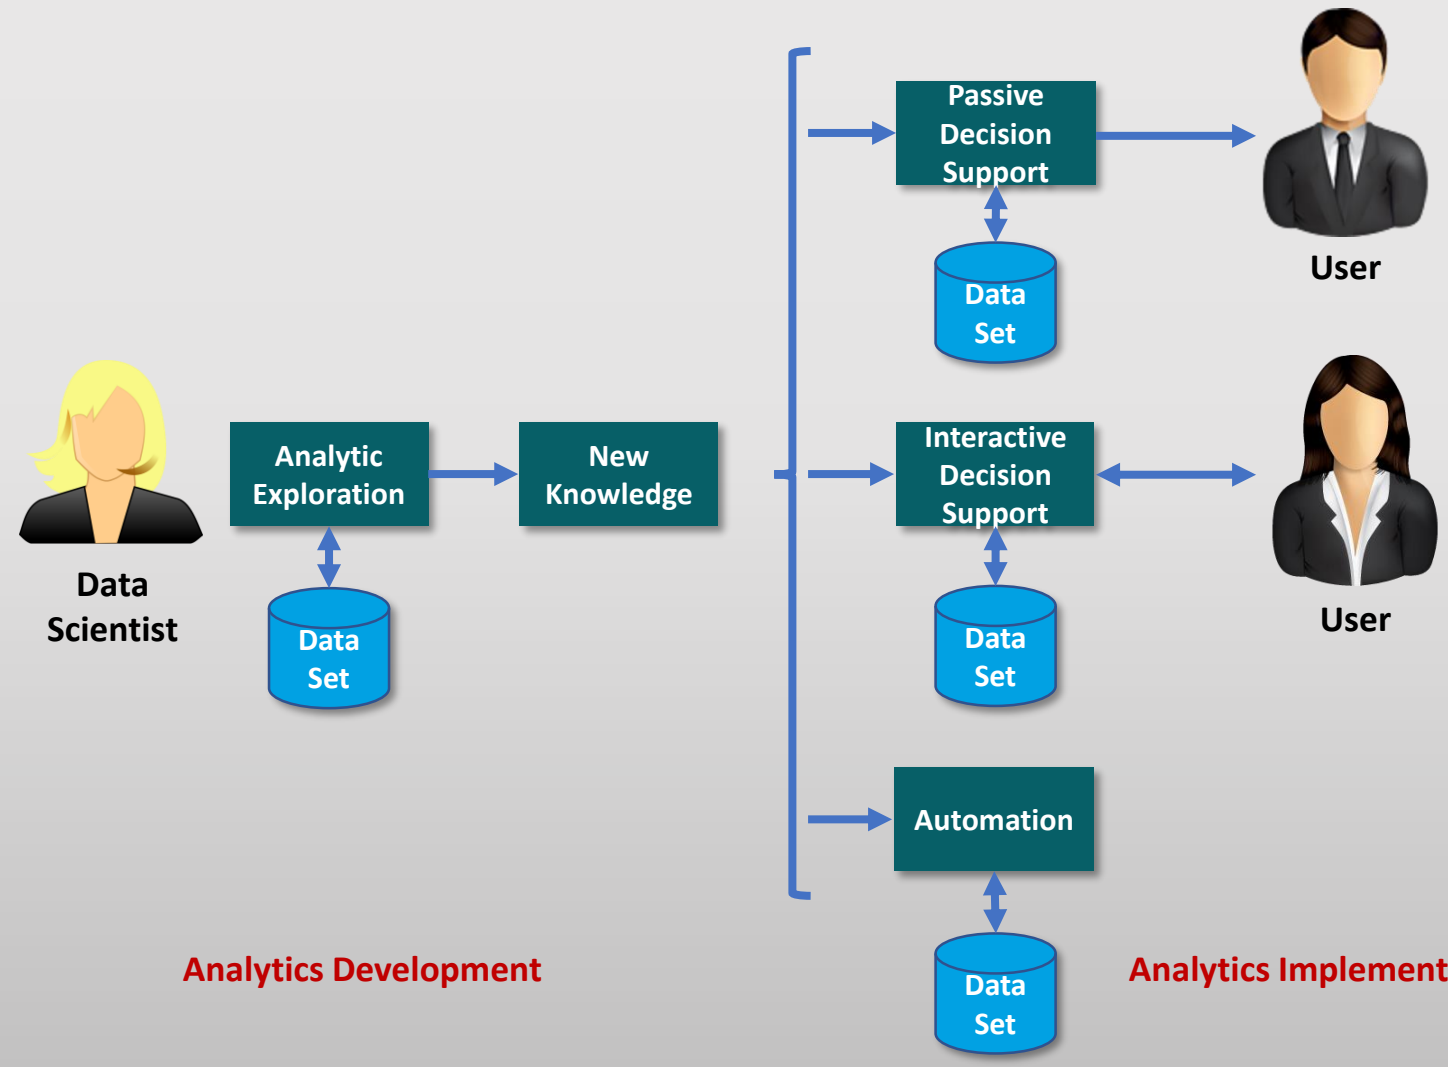 Passive
Decision
Support
Data
Set
User
Analytic
Exploration
New
Knowledge
Interactive
Decision
Support
Data
Scientist
Data
Set
Data
Set
User
Automation
Data
Set
Analytics Development
Analytics Implement